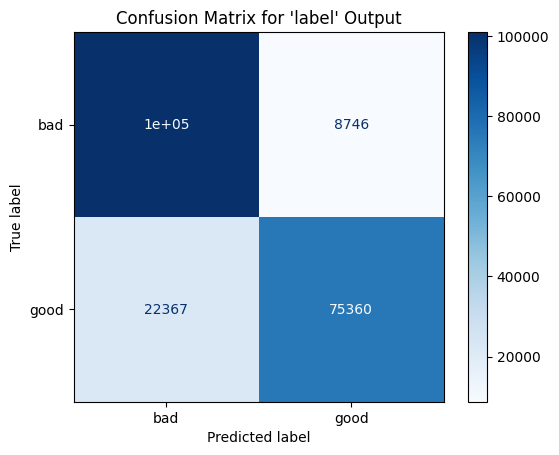 Confusion Matrix for 'label' Output
100000
bad 1e+05 8746
80000
True label
60000
40000
good 22367 75360
20000
bad good
Predicted label